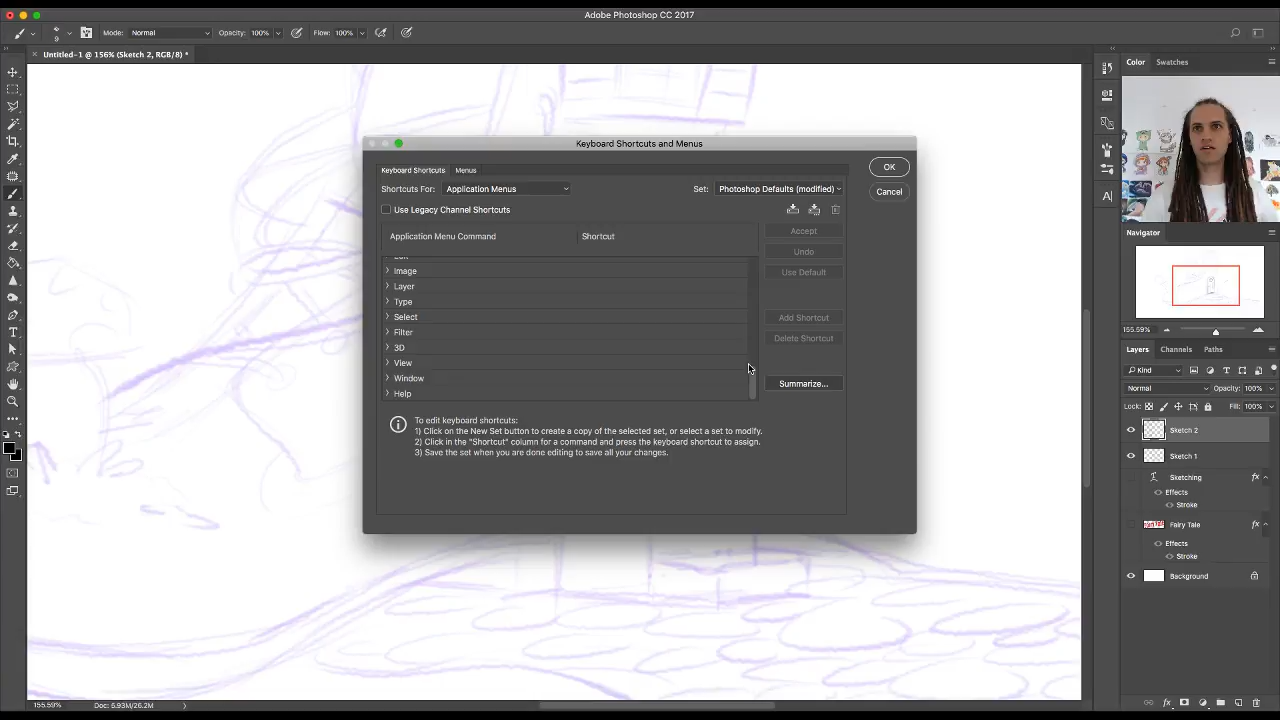 Adobe Photoshop CC 2017
9 Mode: Normal Opacity: 100% Flow: 100%
Untitled-1 @ 156% (Sketch 2, RGB/8) *
Color Swatches
Keyboard Shortcuts and Menus
Keyboard Shortcuts Menus
OK
Shortcuts For: Application Menus Set: Photoshop Defaults (modified)
Cancel
Use Legacy Channel Shortcuts
Accept
Application Menu Command Shortcut
Undo
Edit
Image
Use Default
Layer
Type
Select
Add Shortcut
Filter
Delete Shortcut
3D
View
Window
Summarize...
Help
To edit keyboard shortcuts:
1) Click on the New Set button to create a copy of the selected set, or select a set to modify.
2) Click in the "Shortcut" column for a command and press the keyboard shortcut to assign.
3) Save the set when you are done editing to save all your changes.
Navigator
155.59%
Layers Channels Paths
Kind
Normal Opacity: 100%
Lock: Fill: 100%
Sketch 2
Sketch 1
Sketching fx
Effects
Stroke
Fairy Tale fx
Effects
Stroke
Background
155.59% Doc: 6.93M/26.2M
fx